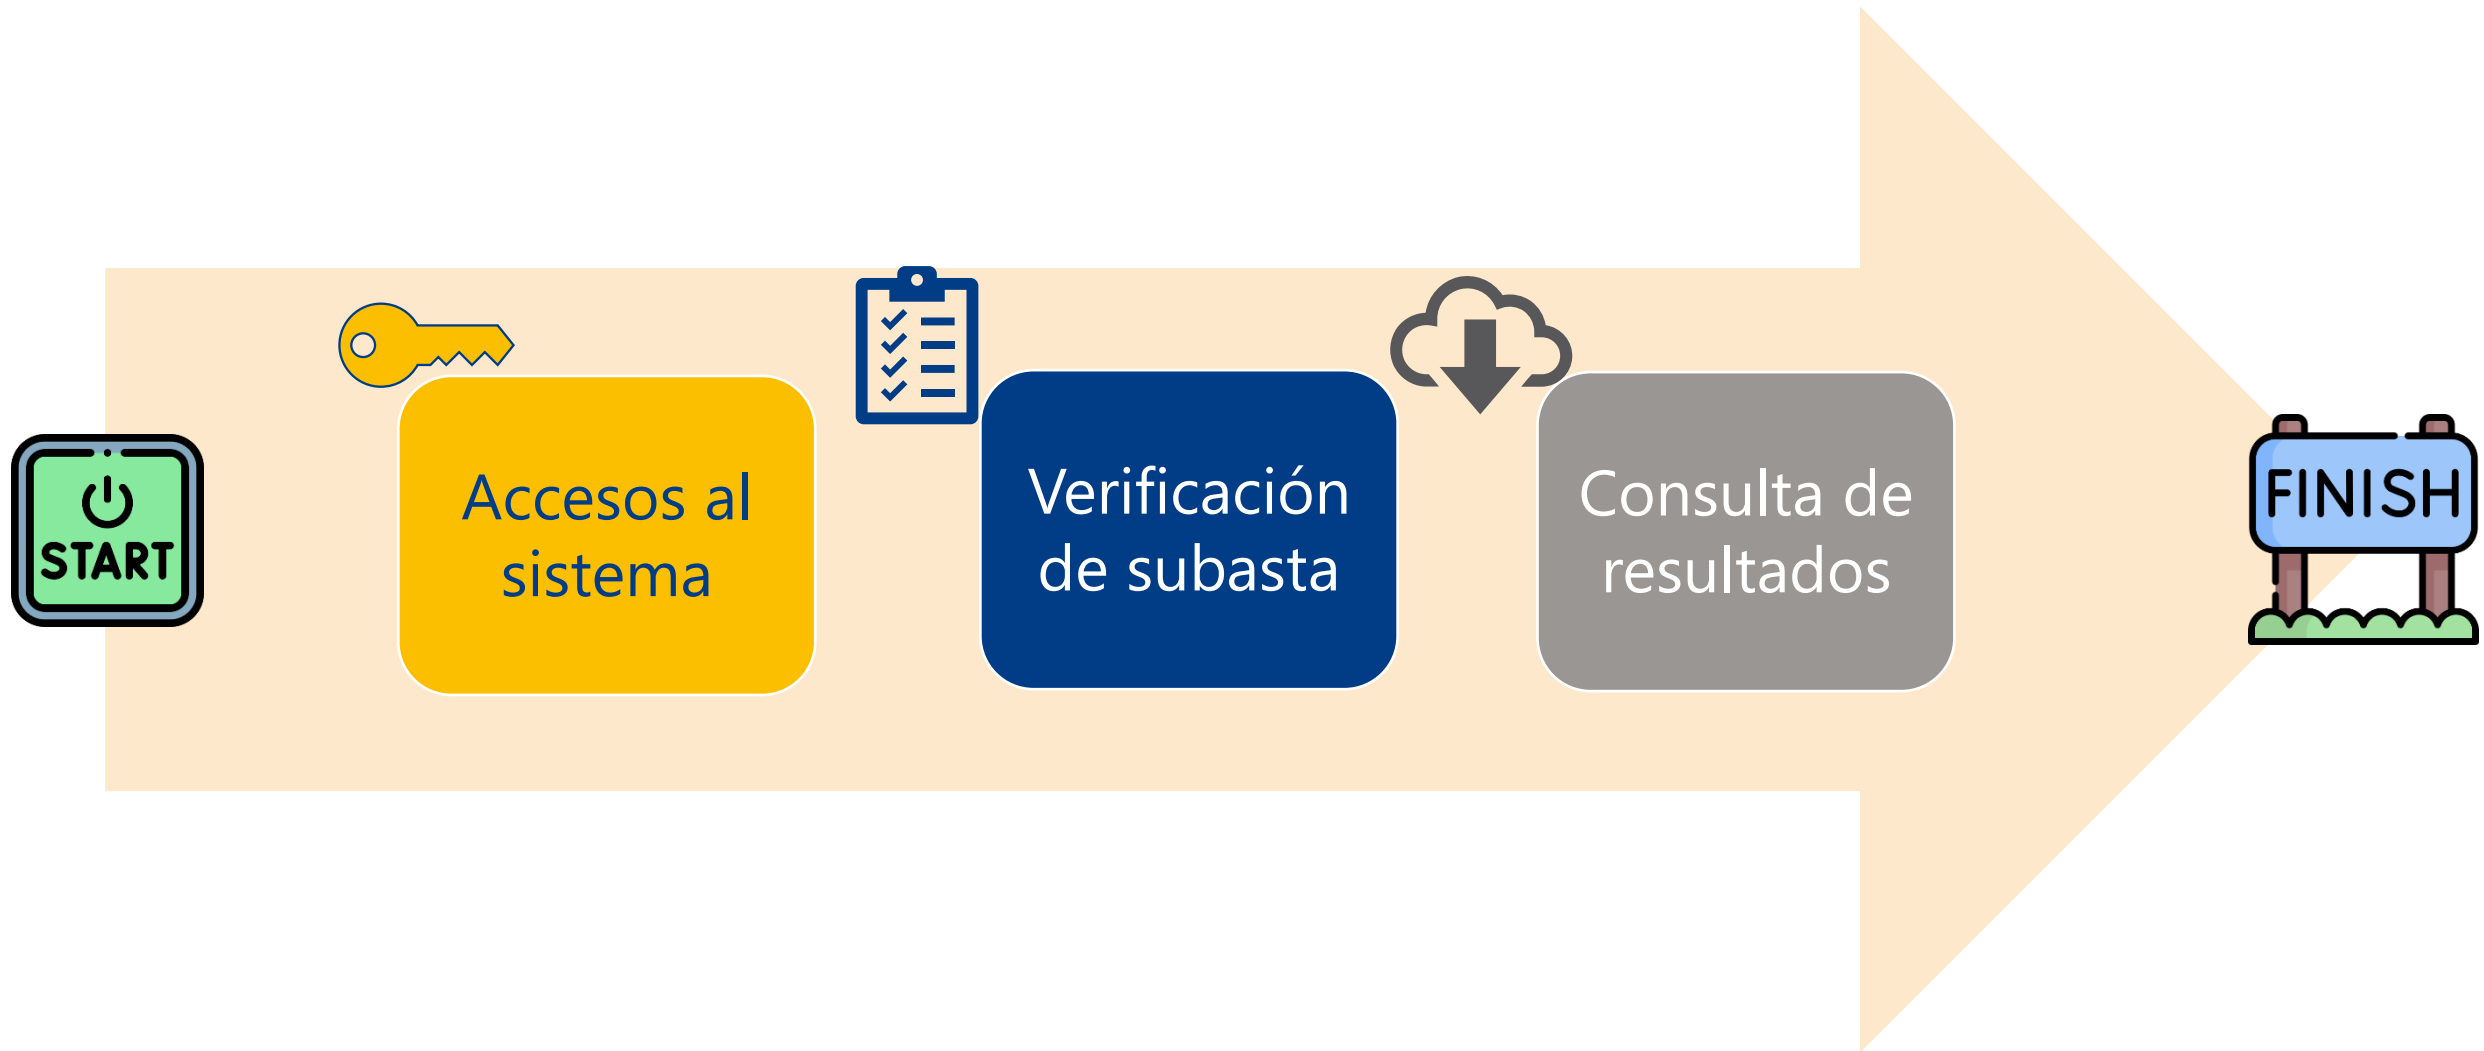 START
Accesos al
sistema
Verificación
de subasta
Consulta de
resultados
FINISH